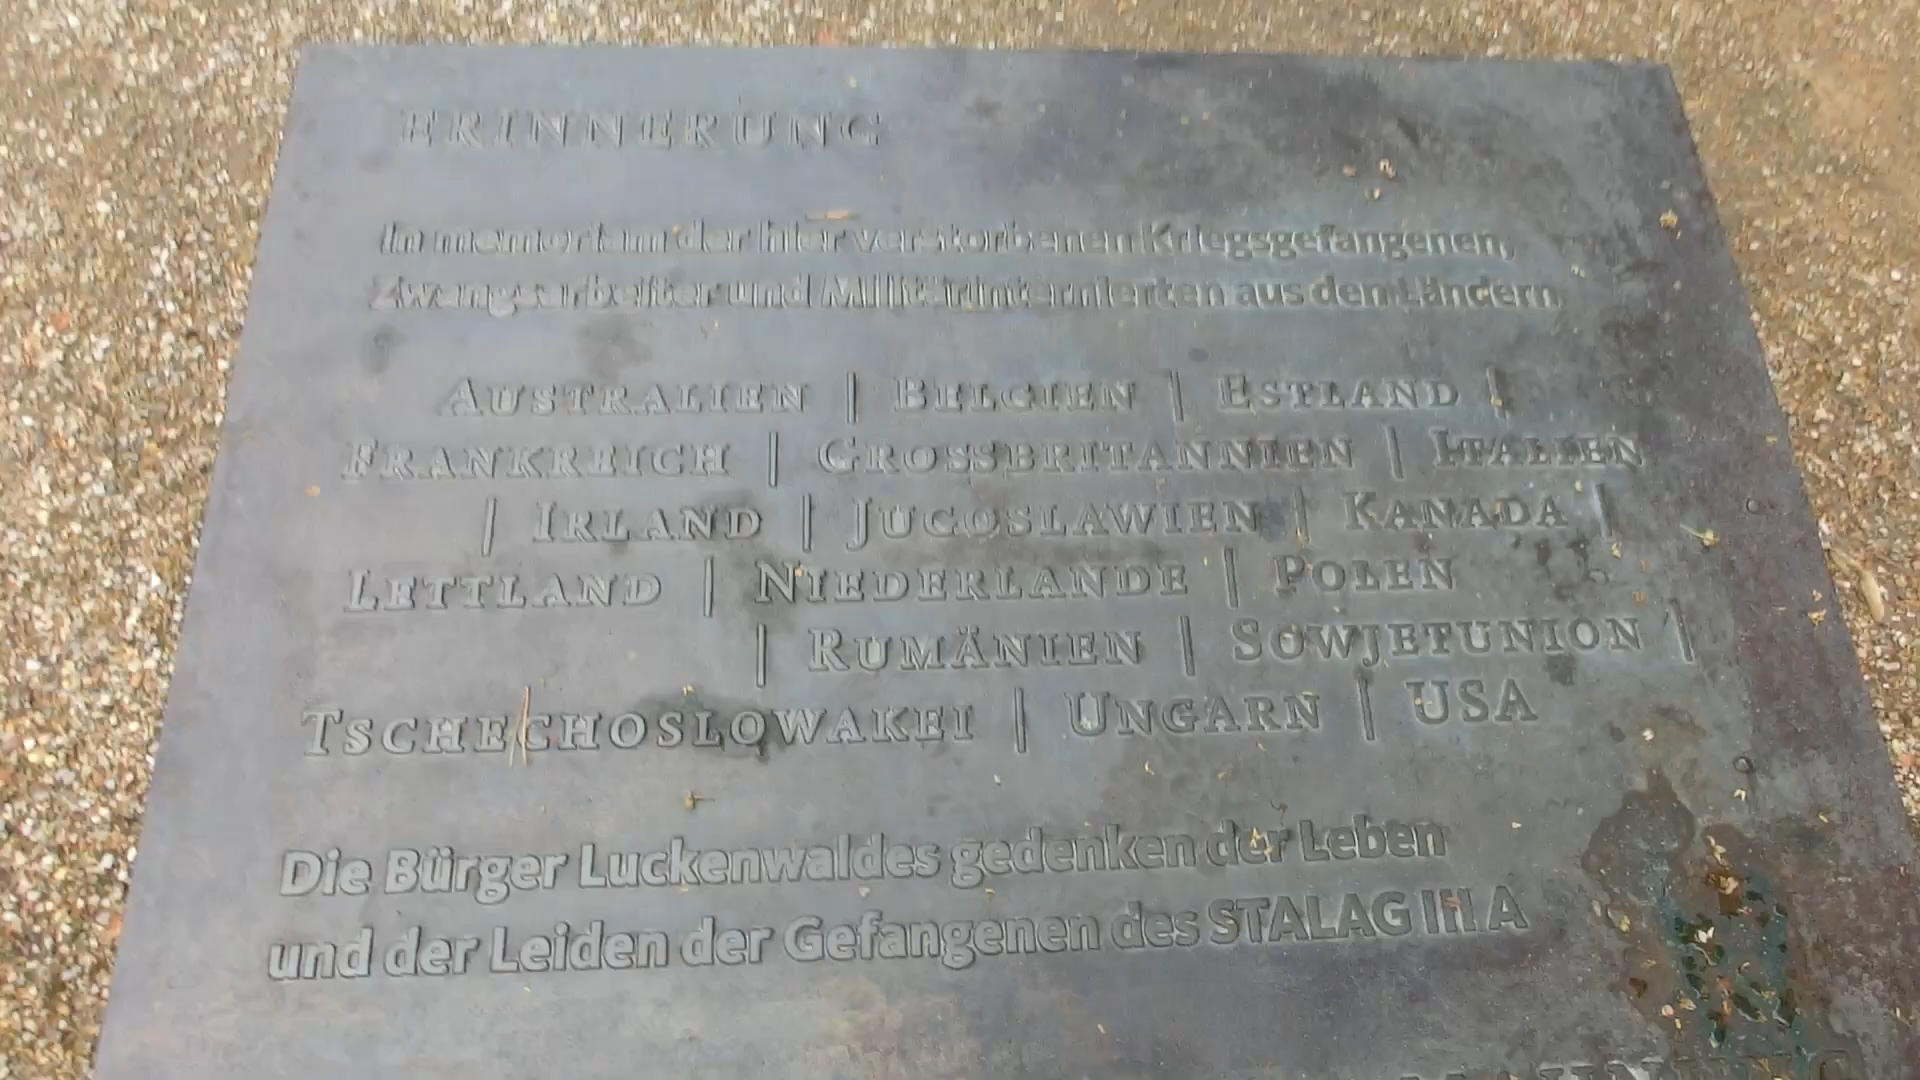 ERINNERUNG
In memoriam der hier verstorbenen Kriegsgefangenen,
Zwangsarbeiter und Militärinternierten aus den Ländern
AUSTRALIEN | BELGIEN | ESTLAND |
FRANKREICH | GROSSBRITANNIEN | ITALIEN
| IRLAND | JUGOSLAWIEN | KANADA |
LETTLAND | NIEDERLANDE | POLEN
| RUMÄNIEN | SOWJETUNION |
TSCHECHOSLOWAKEI | UNGARN | USA
Die Bürger Luckenwaldes gedenken der Leben
und der Leiden der Gefangenen des STALAG III A